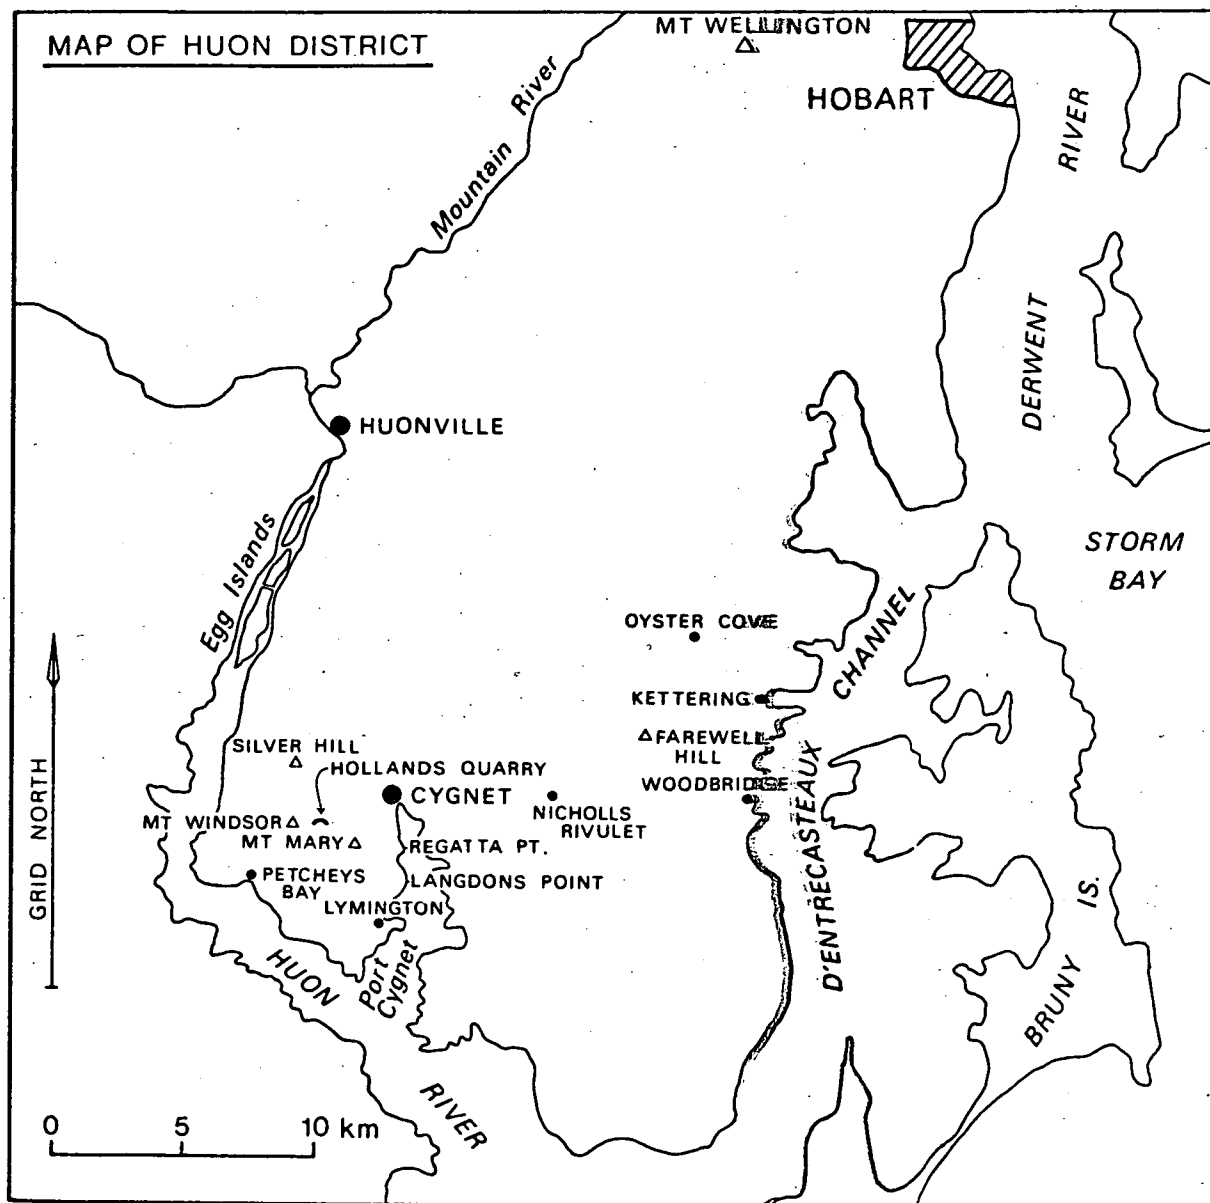 MAP OF HUON DISTRICT
MT WELLINGTON
HOBART
Mountain River
RIVER
DERWENT
HUONVILLE
Egg Islands
STORM
BAY
OYSTER COVE
CHANNEL
KETTERING
FAREWELL
HILL
WOODBRIDGE
D'ENTRECASTEAUX
SILVER HILL
HOLLANDS QUARRY
CYGNET
NICHOLLS
RIVULET
MT WINDSOR
MT MARY
REGATTA PT.
PETCHEYS
BAY
LANGDONS POINT
LYMINGTON
Port
Cygnet
HUON
RIVER
BRUNY
IS.
GRID NORTH
0 5 10 km